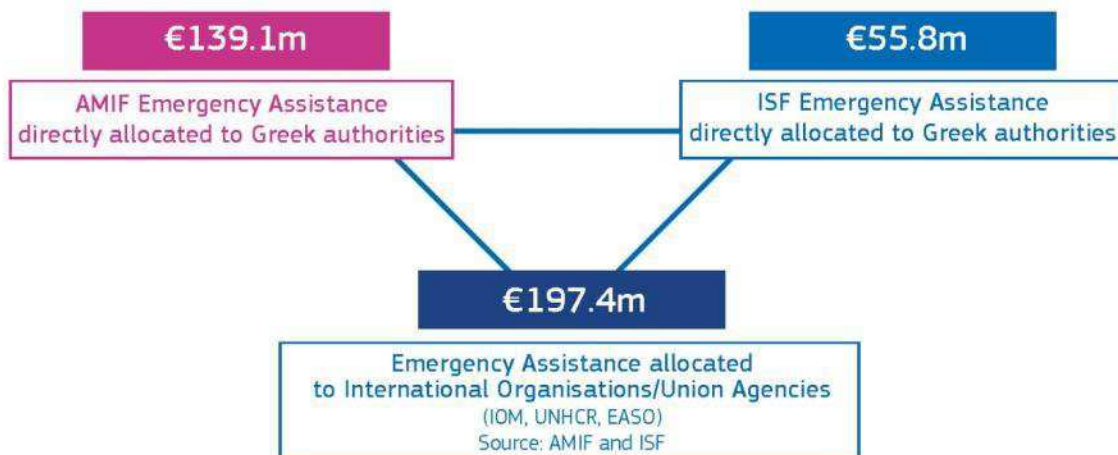 €139.1m
AMIF Emergency Assistance
directly allocated to Greek authorities
€55.8m
ISF Emergency Assistance
directly allocated to Greek authorities
€197.4m
Emergency Assistance allocated
to International Organisations/Union Agencies
(IOM, UNHCR, EASO)
Source: AMIF and ISF